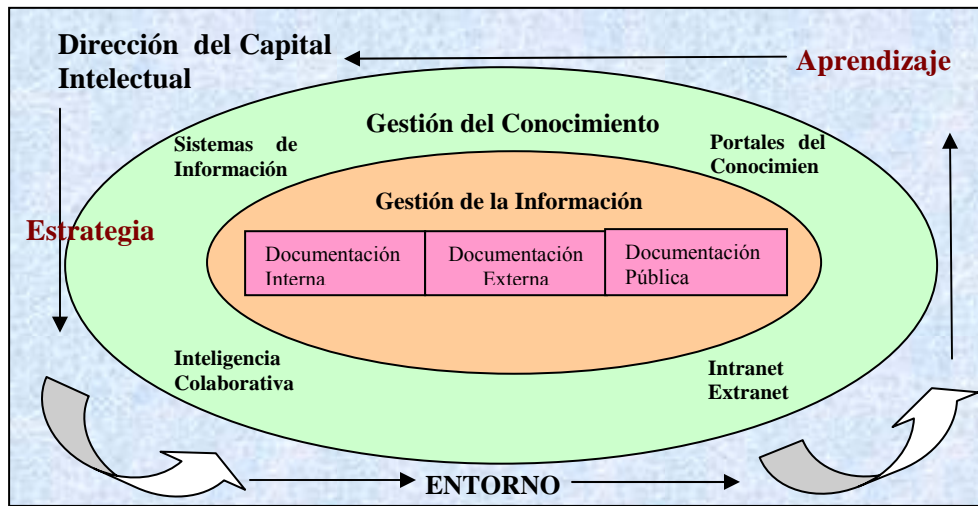 Dirección del Capital
Intelectual
Aprendizaje
Gestión del Conocimiento
Sistemas de
Información
Portales del
Conocimien
Gestión de la Información
Estrategia
Documentación
Interna
Documentación
Externa
Documentación
Pública
Inteligencia
Colaborativa
Intranet
Extranet
ENTORNO